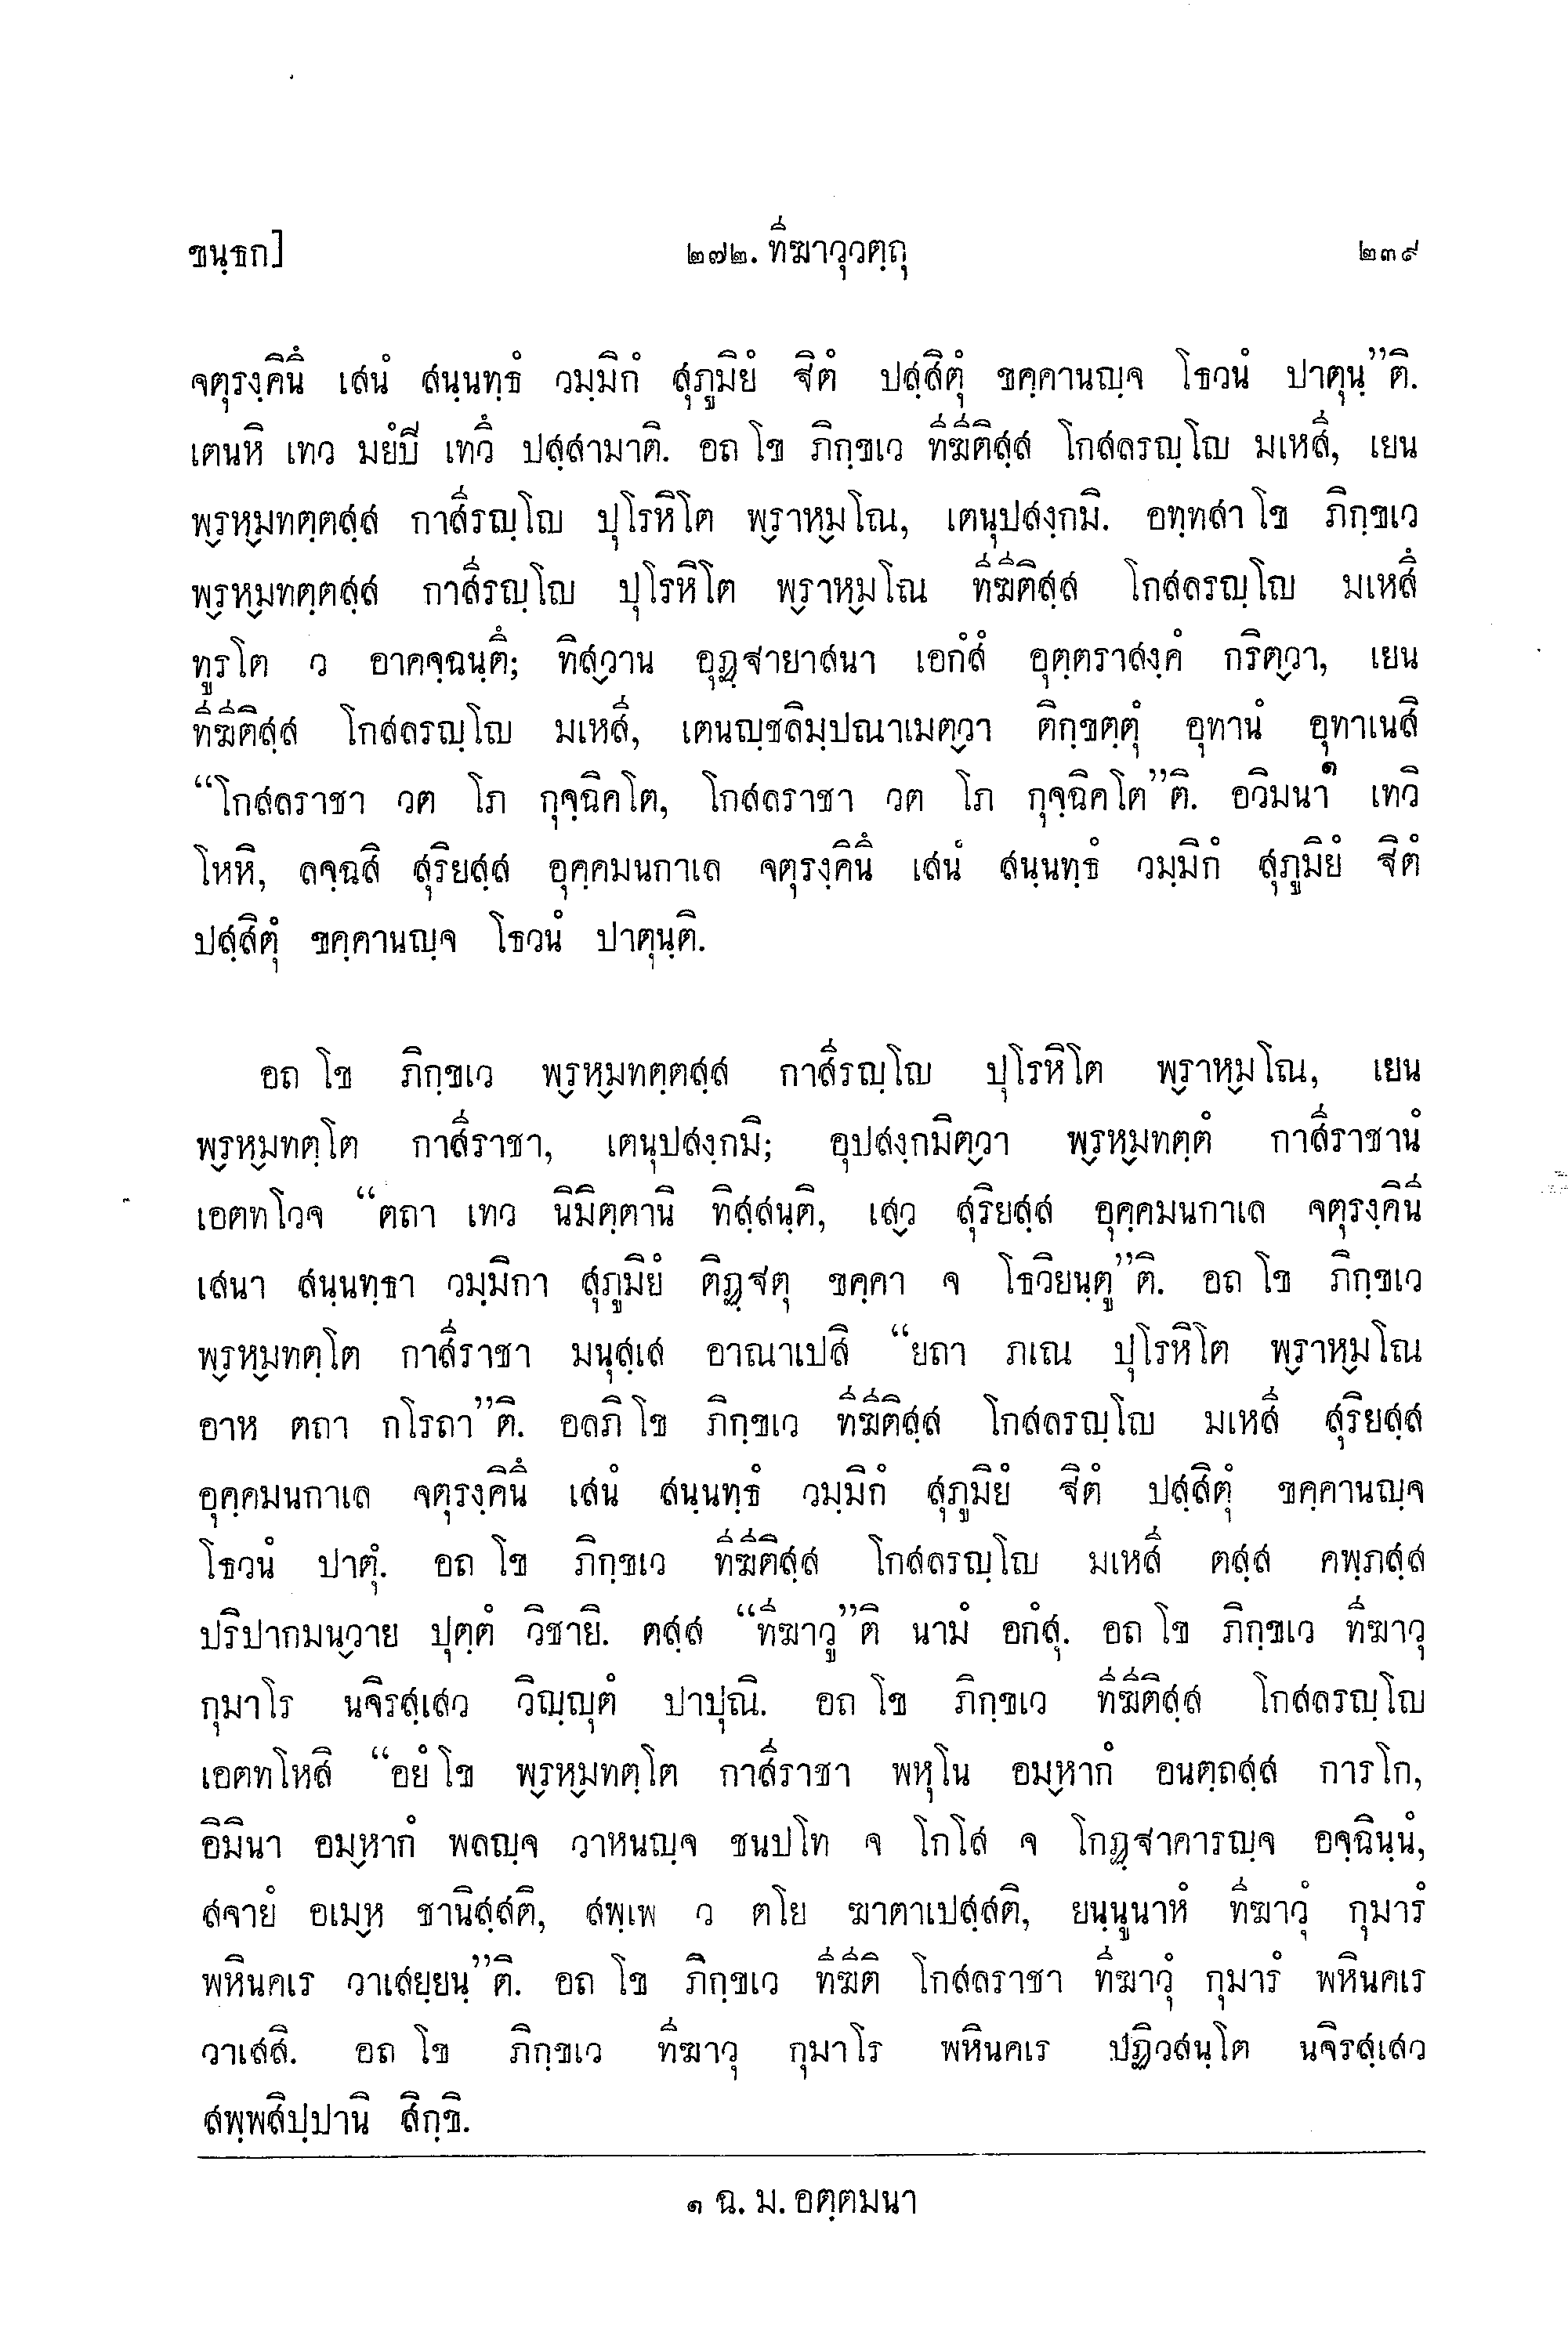 ขนฺธก]
๒๗๒. ทีฆาวุวตฺถุ
๒๓๙
จตุรงฺคินึ เสนํ สนฺนทฺธํ วมฺมิกํ สุภูมิยํ ฐิตํ ปสฺสิตุํ ขคฺคานญฺจ โธวนํ ปาตุนฺ”ติ.
เตนหิ เทว มยํปี เทวึ ปสฺสามาติ. อถ โข ภิกฺขเว ทีฆีติสฺส โกสลรญฺโญ มเหสี, เยน
พฺรหฺมทตฺตสฺส กาสีรญฺโญ ปุโรหิโต พฺราหฺมโณ, เตนุปสงฺกมิ. อทฺทสา โข ภิกฺขเว
พฺรหฺมทตฺตสฺส กาสีรญฺโญ ปุโรหิโต พฺราหฺมโณ ทีฆีติสฺส โกสลรญฺโญ มเหสึ
ทูรโต ว อาคจฺฉนฺตึ; ทิสฺวาน อุฏฺฐายาสนา เอกํสํ อุตฺตราสงฺคํ กริตฺวา, เยน
ทีฆีติสฺส โกสลรญฺโญ มเหสี, เตนญฺชลิมฺปณาเมตฺวา ติกฺขตฺตุํ อุทานํ อุทาเนสิ
“โกสลราชา วต โภ กุจฺฉิคโต, โกสลราชา วต โภ กุจฺฉิคโต”ติ. อวิมนา๑ เทวิ
โหหิ, ลจฺฉสิ สุริยสฺส อุคฺคมนกาเล จตุรงฺคินึ เสนํ สนฺนทฺธํ วมฺมิกํ สุภูมิยํ ฐิตํ
ปสฺสิตุํ ขคฺคานญฺจ โธวนํ ปาตุนฺติ.
อถ โข ภิกฺขเว พฺรหฺมทตฺตสฺส กาสีรญฺโญ ปุโรหิโต พฺราหฺมโณ, เยน
พฺรหฺมทตฺโต กาสีราชา, เตนุปสงฺกมิ; อุปสงฺกมิตฺวา พฺรหฺมทตฺตํ กาสีราชานํ
เอตทโวจ “ตถา เทว นิมิตฺตานิ ทิสฺสนฺติ, เสฺว สุริยสฺส อุคฺคมนกาเล จตุรงฺคินี
เสนา สนฺนทฺธา วมฺมิกา สุภูมิยํ ติฏฺฐตุ ขคฺคา จ โธวิยนฺตู”ติ. อถ โข ภิกฺขเว
พฺรหฺมทตฺโต กาสีราชา มนุสฺเส อาณาเปสิ “ยถา ภเณ ปุโรหิโต พฺราหฺมโณ
อาห ตถา กโรถา”ติ. อลภิ โข ภิกฺขเว ทีฆีติสฺส โกสลรญฺโญ มเหสี สุริยสฺส
อุคฺคมนกาเล จตุรงฺคินึ เสนํ สนฺนทฺธํ วมฺมิกํ สุภูมิยํ ฐิตํ ปสฺสิตุํ ขคฺคานญฺจ
โธวนํ ปาตุํ. อถ โข ภิกฺขเว ทีฆีติสฺส โกสลรญฺโญ มเหสี ตสฺส คพฺภสฺส
ปริปากมนฺวาย ปุตฺตํ วิชายิ. ตสฺส “ทีฆาวู”ติ นามํ อกํสุ. อถ โข ภิกฺขเว ทีฆาวุ
กุมาโร นจิรสฺเสว วิญฺญุตํ ปาปุณิ. อถ โข ภิกฺขเว ทีฆีติสฺส โกสลรญฺโญ
เอตทโหสิ “อยํ โข พฺรหฺมทตฺโต กาสีราชา พหุโน อมฺหากํ อนตฺถสฺส การโก,
อิมินา อมฺหากํ พลญฺจ วาหนญฺจ ชนปโท จ โกโส จ โกฏฺฐาคารญฺจ อจฺฉินฺนํ,
สจายํ อเมฺห ชานิสฺสติ, สพฺเพ ว ตโย ฆาตาเปสฺสติ, ยนฺนูนาหํ ทีฆาวุํ กุมารํ
พหินคเร วาเสยฺยนฺ”ติ. อถ โข ภิกฺขเว ทีฆีติ โกสลราชา ทีฆาวุํ กุมารํ พหินคเร
วาเสสิ. อถ โข ภิกฺขเว ทีฆาวุ กุมาโร พหินคเร ปฏิวสนฺโต นจิรสฺเสว
สพฺพสิปฺปานิ สิกฺขิ.
๑ ฉ. ม. อตฺตมนา